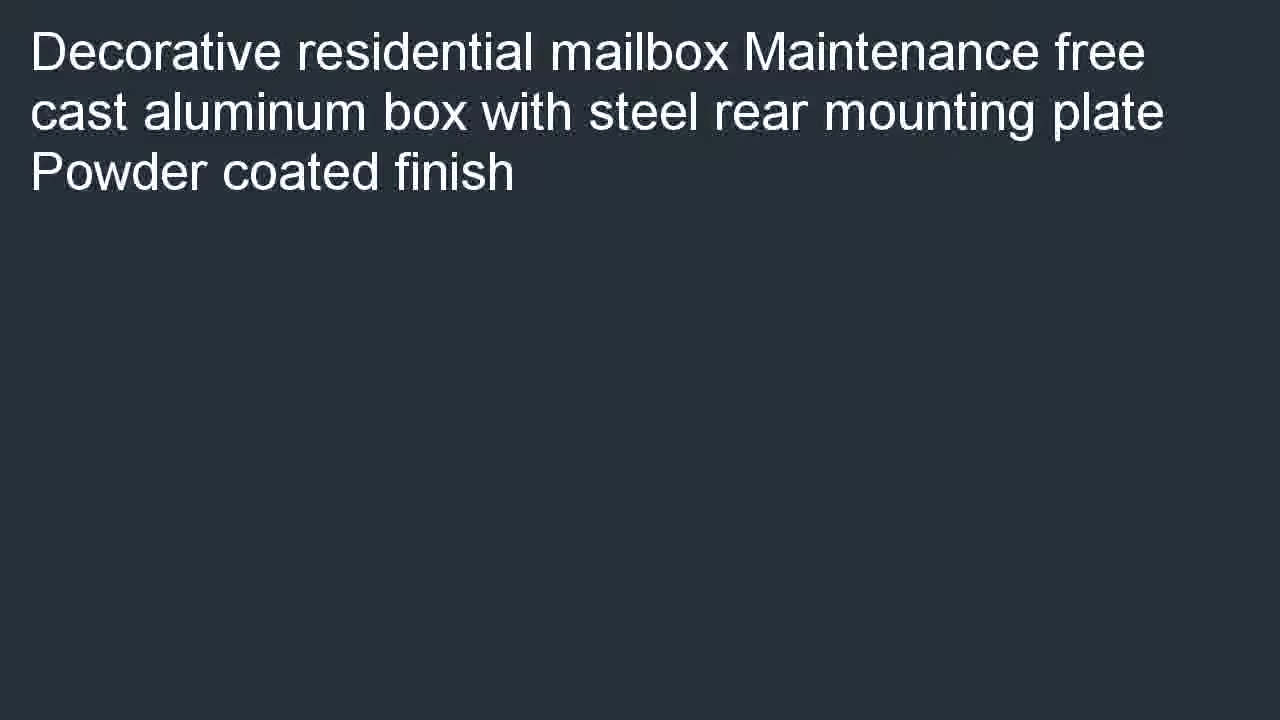 Decorative residential mailbox Maintenance free
cast aluminum box with steel rear mounting plate
Powder coated finish